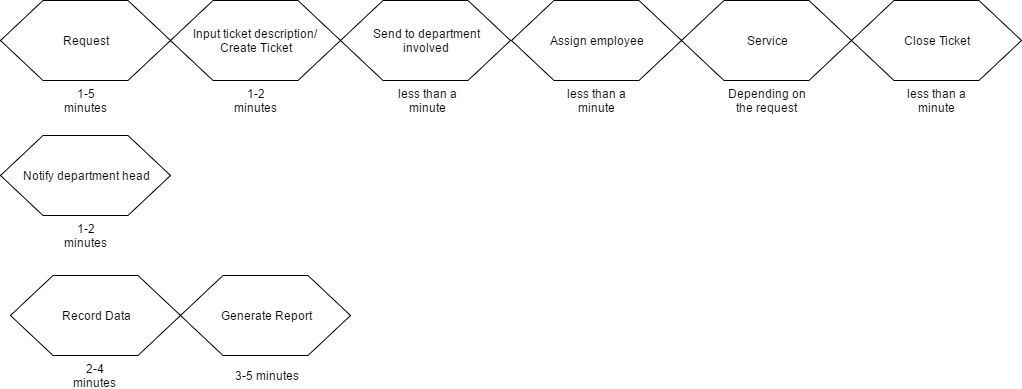 Request
Input ticket description/
Create Ticket
Send to department
involved
Assign employee
Service
Close Ticket
1-5
minutes
1-2
minutes
less than a
minute
less than a
minute
Depending on
the request
less than a
minute
Notify department head
1-2
minutes
Record Data
Generate Report
2-4
minutes
3-5 minutes